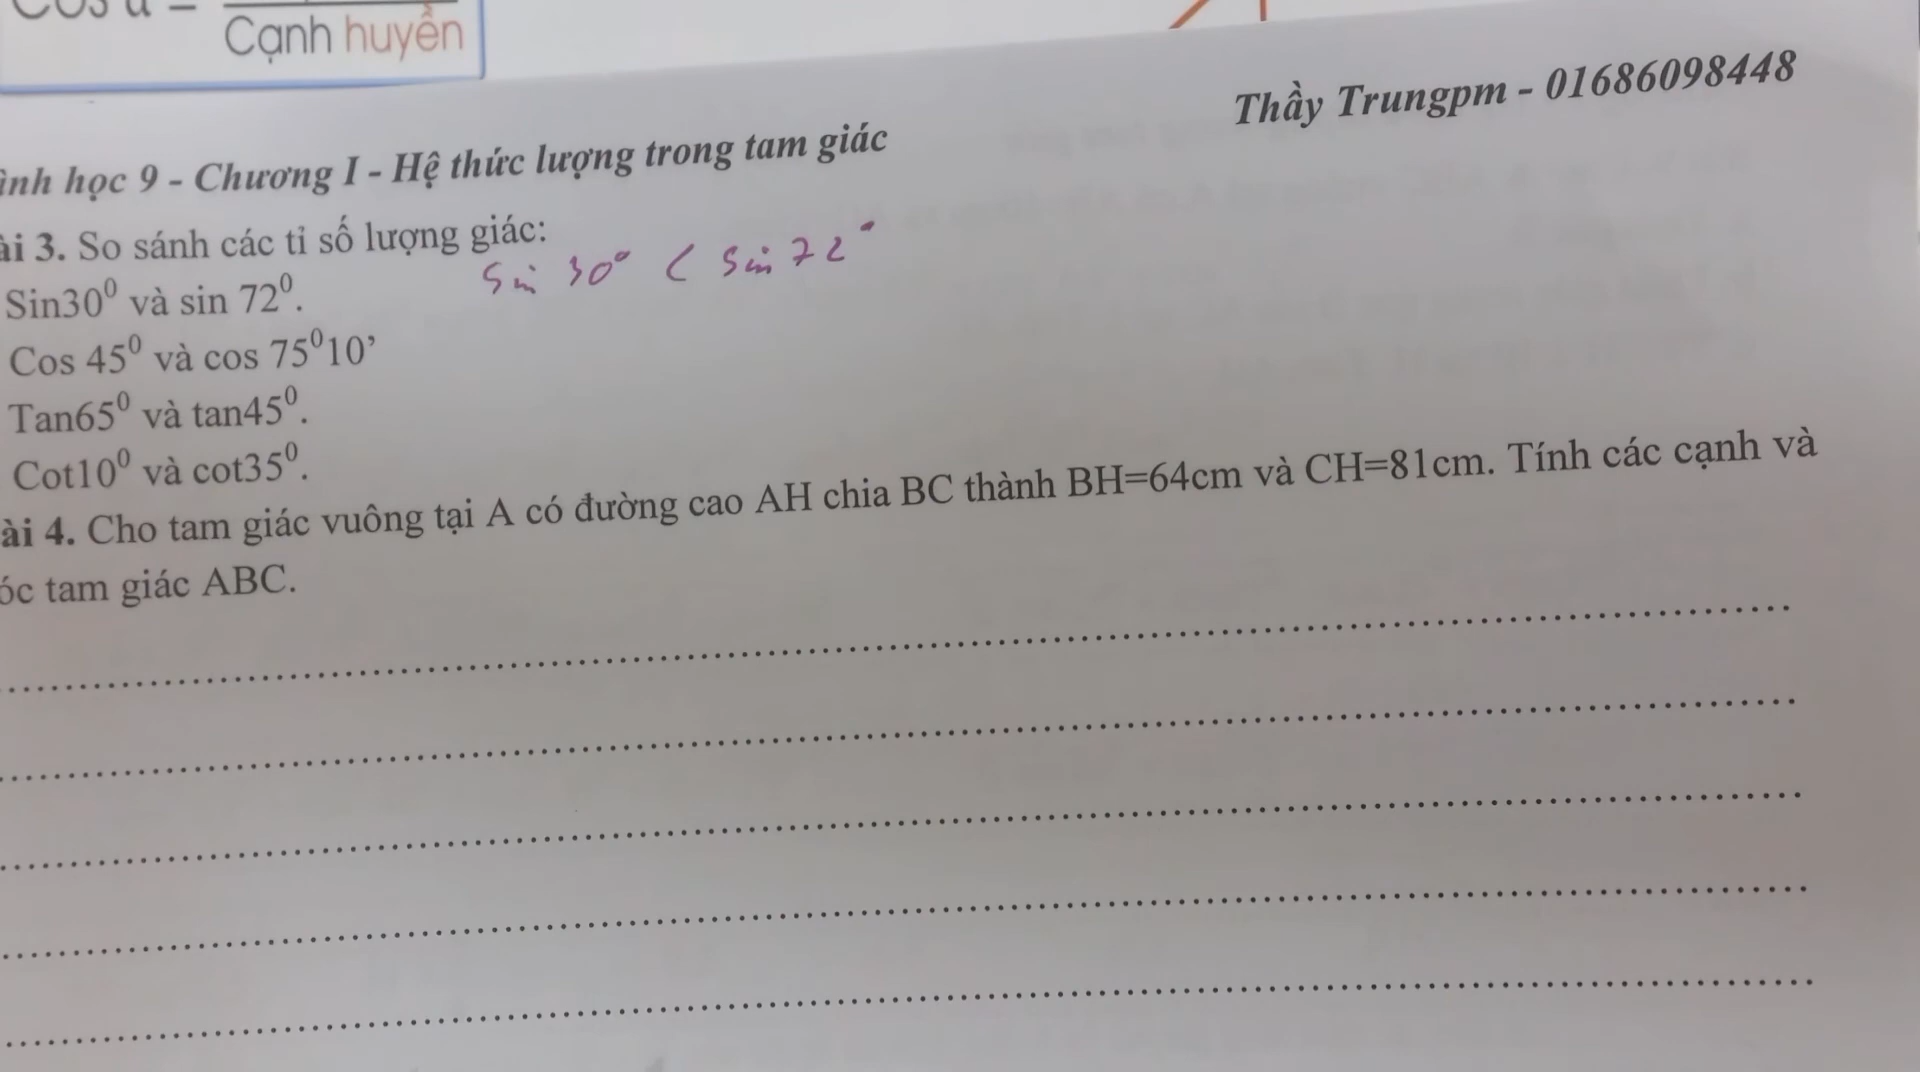 Cos α =
Cạnh huyền
Thầy Trungpm - 01686098448
ình học 9 - Chương I - Hệ thức lượng trong tam giác
ài 3. So sánh các tỉ số lượng giác:
Sin 30° < Sin 72°
Sin30⁰ và sin 72⁰.
Cos 45⁰ và cos 75⁰10’
Tan65⁰ và tan45⁰.
Cot10⁰ và cot35⁰.
ài 4. Cho tam giác vuông tại A có đường cao AH chia BC thành BH=64cm và CH=81cm. Tính các cạnh và
óc tam giác ABC.